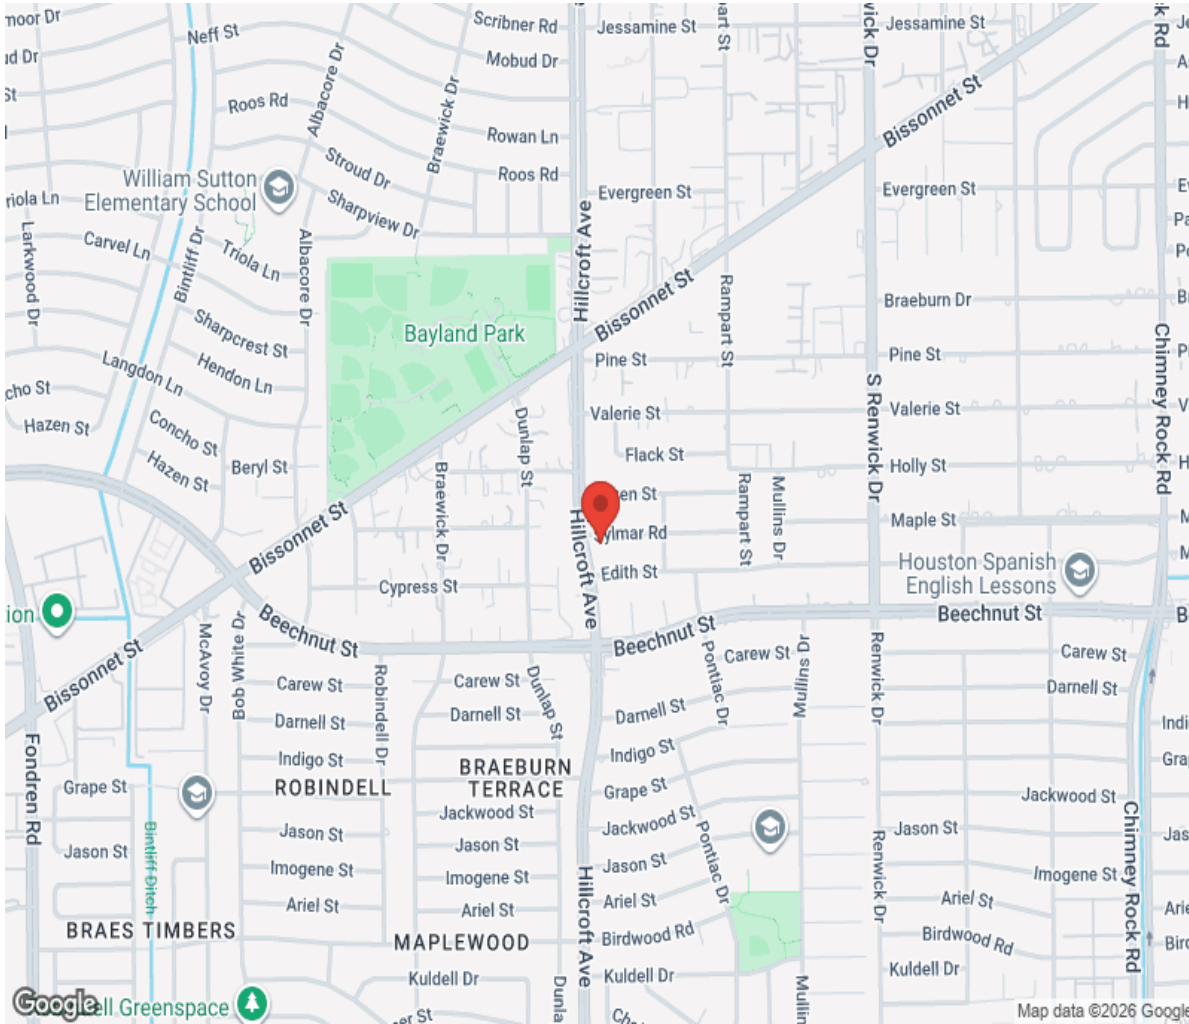 Scribner Rd
Jessamine St
Jessamine St
Neff St
Mobud Dr
Albacore Dr
Braewick Dr
Renwick Dr
Bissonnet St
Roos Rd
Rowan Ln
Stroud Dr
Roos Rd
William Sutton
Elementary School
Evergreen St
Evergreen St
Sharpview Dr
Larkwood Dr
Carvel Ln
Bintliff Dr
Triola Ln
Albacore Dr
Hillcroft Ave
Bissonnet St
Rampart St
Braeburn Dr
Sharpcrest St
Bayland Park
Pine St
Pine St
Chimney Rock Rd
Langdon Ln
Hendon Ln
Hazen St
Concho St
Dunlap St
Valerie St
S Renwick Dr
Valerie St
Hazen St
Beryl St
Braewick Dr
Flack St
Holly St
Rampart St
Mullins Dr
Maple St
Bissonnet St
Hillcroft Ave
Edith St
Houston Spanish
English Lessons
Cypress St
Beechnut St
Beechnut St
Beechnut St
Bissonnet St
McAvoy Dr
Bob White Dr
Robindell Dr
Carew St
Carew St
Dunlap St
Carew St
Pontiac Dr
Mullins Dr
Renwick Dr
Carew St
Darnell St
Darnell St
Darnell St
Darnell St
Indigo St
Indigo St
Fondren Rd
BRAEBURN
TERRACE
ROBINDELL
Grape St
Grape St
Jackwood St
Jackwood St
Jackwood St
Chimney Rock Rd
Bintliff Ditch
Jason St
Jason St
Jason St
Jason St
Jason St
Pontiac Dr
Renwick Dr
Imogene St
Imogene St
Imogene St
Hillcroft Ave
Ariel St
Ariel St
Ariel St
Ariel St
BRAES TIMBERS
MAPLEWOOD
Birdwood Rd
Birdwood Rd
Kuldell Dr
Kuldell Dr
Kuldell Dr
Google
Greenspace
Map data ©2026 Google